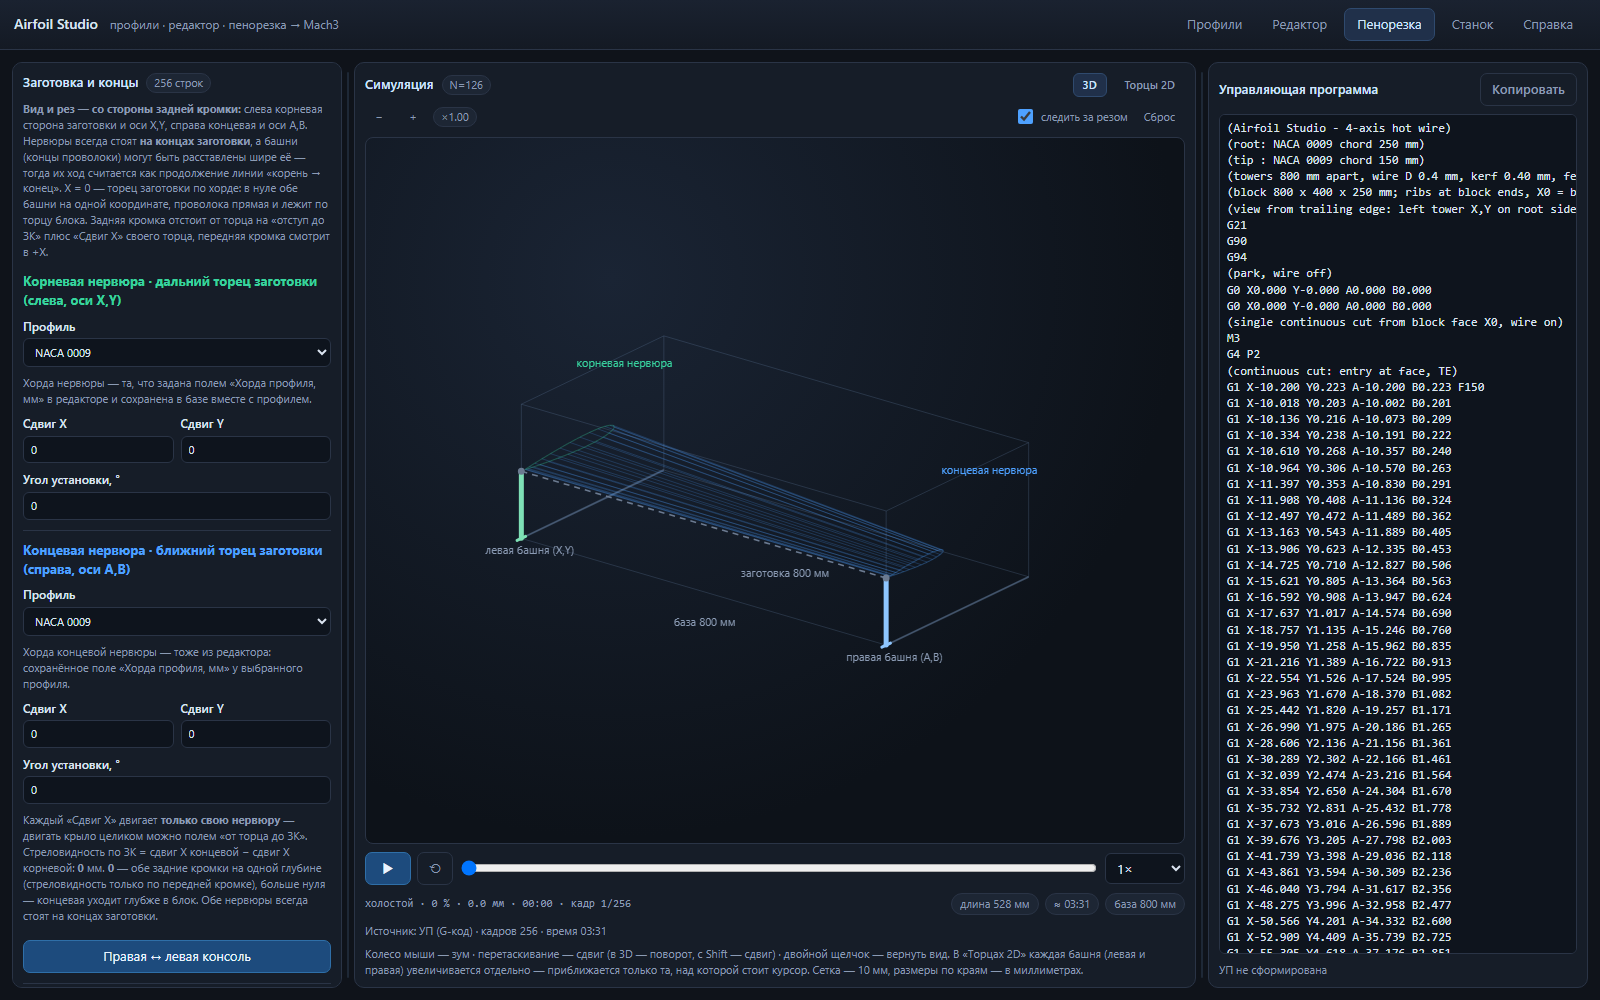 Airfoil Studio профили · редактор · пенорезка → Mach3
Профили Редактор Пенорезка Станок Справка
Заготовка и концы 256 строк
Вид и рез — со стороны задней кромки: слева корневая
сторона заготовки и оси X,Y, справа концевая и оси A,B.
Нервюры всегда стоят на концах заготовки, а башни
(концы проволоки) могут быть расставлены шире её —
тогда их ход считается как продолжение линии «корень →
конец». X = 0 — торец заготовки по хорде: в нуле обе
башни на одной координате, проволока прямая и лежит по
торцу блока. Задняя кромка отстоит от торца на «отступ до
ЗК» плюс «Сдвиг X» своего торца, передняя кромка смотрит
в +X.
Корневая нервюра · дальний торец заготовки
(слева, оси X,Y)
Профиль
NACA 0009
Хорда нервюры — та, что задана полем «Хорда профиля,
мм» в редакторе и сохранена в базе вместе с профилем.
Сдвиг X Сдвиг Y
0 0
Угол установки, °
0
Концевая нервюра · ближний торец заготовки
(справа, оси A,B)
Профиль
NACA 0009
Хорда концевой нервюры — тоже из редактора:
сохранённое поле «Хорда профиля, мм» у выбранного
профиля.
Сдвиг X Сдвиг Y
0 0
Угол установки, °
0
Каждый «Сдвиг X» двигает только свою нервюру —
двигать крыло целиком можно полем «от торца до ЗК».
Стреловидность по ЗК = сдвиг X концевой − сдвиг X
корневой: 0 мм. 0 — обе задние кромки на одной глубине
(стреловидность только по передней кромке), больше нуля
— концевая уходит глубже в блок. Обе нервюры всегда
стоят на концах заготовки.
Правая ↔ левая консоль
Симуляция N=126
3D Торцы 2D
− + ×1.00
следить за резом Сброс
корневая нервюра
концевая нервюра
левая башня (X,Y)
заготовка 800 мм
база 800 мм
правая башня (A,B)
1×
холостой · 0 % · 0.0 мм · 00:00 · кадр 1/256
длина 528 мм ≈ 03:31 база 800 мм
Источник: УП (G-код) · кадров 256 · время 03:31
Колесо мыши — зум · перетаскивание — сдвиг (в 3D — поворот, с Shift — сдвиг) · двойной щелчок — вернуть вид. В «Торцах 2D» каждая башня (левая и
правая) увеличивается отдельно — приближается только та, над которой стоит курсор. Сетка — 10 мм, размеры по краям — в миллиметрах.
Управляющая программа Копировать
(Airfoil Studio - 4-axis hot wire)
(root: NACA 0009 chord 250 mm)
(tip : NACA 0009 chord 150 mm)
(towers 800 mm apart, wire D 0.4 mm, kerf 0.40 mm, fe
(block 800 x 400 x 250 mm; ribs at block ends, X0 = b
(view from trailing edge: left tower X,Y on root side
G21
G90
G94
(park, wire off)
G0 X0.000 Y-0.000 A0.000 B0.000
G0 X0.000 Y-0.000 A0.000 B0.000
(single continuous cut from block face X0, wire on)
M3
G4 P2
(continuous cut: entry at face, TE)
G1 X-10.200 Y0.223 A-10.200 B0.223 F150
G1 X-10.018 Y0.203 A-10.002 B0.201
G1 X-10.136 Y0.216 A-10.073 B0.209
G1 X-10.334 Y0.238 A-10.191 B0.222
G1 X-10.610 Y0.268 A-10.357 B0.240
G1 X-10.964 Y0.306 A-10.570 B0.263
G1 X-11.397 Y0.353 A-10.830 B0.291
G1 X-11.908 Y0.408 A-11.136 B0.324
G1 X-12.497 Y0.472 A-11.489 B0.362
G1 X-13.163 Y0.543 A-11.889 B0.405
G1 X-13.906 Y0.623 A-12.335 B0.453
G1 X-14.725 Y0.710 A-12.827 B0.506
G1 X-15.621 Y0.805 A-13.364 B0.563
G1 X-16.592 Y0.908 A-13.947 B0.624
G1 X-17.637 Y1.017 A-14.574 B0.690
G1 X-18.757 Y1.135 A-15.246 B0.760
G1 X-19.950 Y1.258 A-15.962 B0.835
G1 X-21.216 Y1.389 A-16.722 B0.913
G1 X-22.554 Y1.526 A-17.524 B0.995
G1 X-23.963 Y1.670 A-18.370 B1.082
G1 X-25.442 Y1.820 A-19.257 B1.171
G1 X-26.990 Y1.975 A-20.186 B1.265
G1 X-28.606 Y2.136 A-21.156 B1.361
G1 X-30.289 Y2.302 A-22.166 B1.461
G1 X-32.039 Y2.474 A-23.216 B1.564
G1 X-33.854 Y2.650 A-24.304 B1.670
G1 X-35.732 Y2.831 A-25.432 B1.778
G1 X-37.673 Y3.016 A-26.596 B1.889
G1 X-39.676 Y3.205 A-27.798 B2.003
G1 X-41.739 Y3.398 A-29.036 B2.118
G1 X-43.861 Y3.594 A-30.309 B2.236
G1 X-46.040 Y3.794 A-31.617 B2.356
G1 X-48.275 Y3.996 A-32.958 B2.477
G1 X-50.566 Y4.201 A-34.332 B2.600
G1 X-52.909 Y4.409 A-35.739 B2.725
G1 X-55.305 Y4.618 A-37.176 B2.851
УП не сформирована